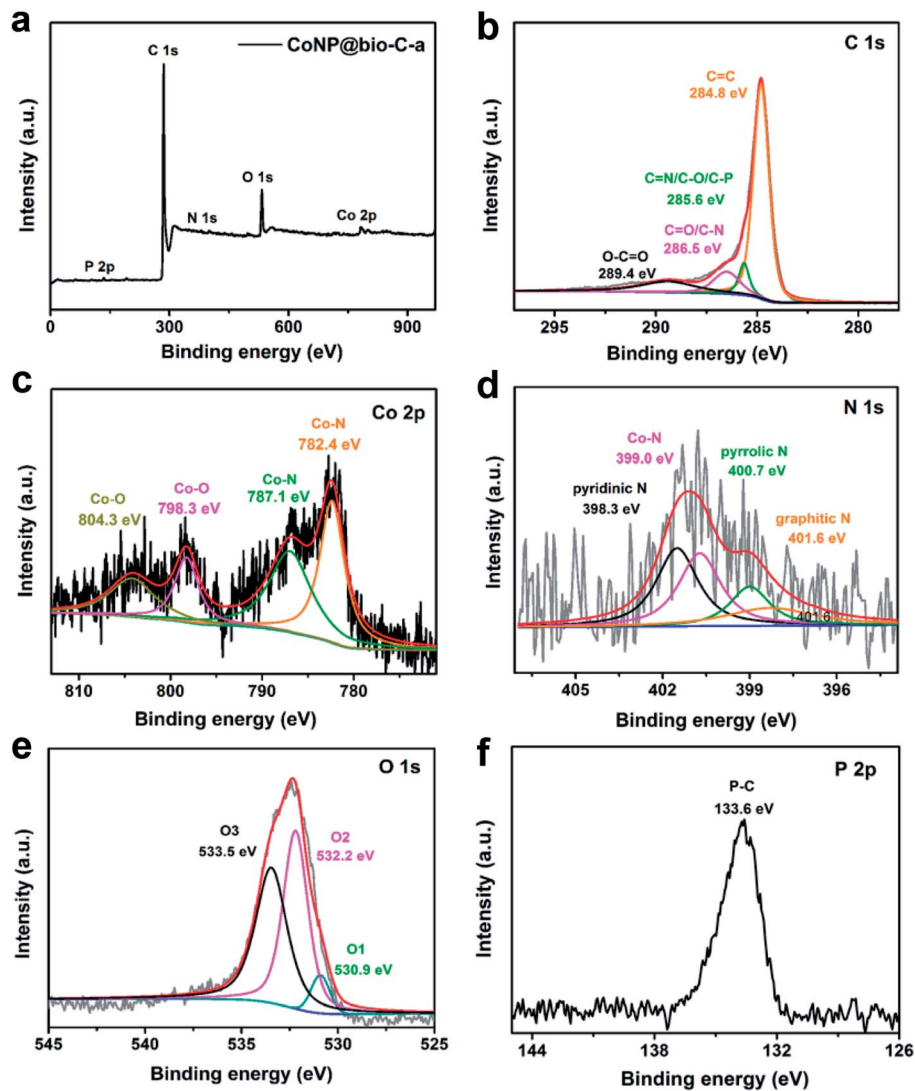 a
CoNP@bio-C-a
C 1s
N 1s
O 1s
Co 2p
P 2p
Intensity (a.u.)
0 300 600 900
Binding energy (eV)
b
C 1s
C=C
284.8 eV
C=N/C-O/C-P
285.6 eV
C=O/C-N
286.5 eV
O-C=O
289.4 eV
Intensity (a.u.)
295 290 285 280
Binding energy (eV)
c
Co 2p
Co-N
782.4 eV
Co-N
787.1 eV
Co-O
798.3 eV
Co-O
804.3 eV
Intensity (a.u.)
810 800 790 780
Binding energy (eV)
d
N 1s
Co-N
399.0 eV
pyrrolic N
400.7 eV
pyridinic N
398.3 eV
graphitic N
401.6 eV
401.6
Intensity (a.u.)
405 402 399 396
Binding energy (eV)
e
O 1s
O3
533.5 eV
O2
532.2 eV
O1
530.9 eV
Intensity (a.u.)
545 540 535 530 525
Binding energy (eV)
f
P 2p
P-C
133.6 eV
Intensity (a.u.)
144 138 132 126
Binding energy (eV)